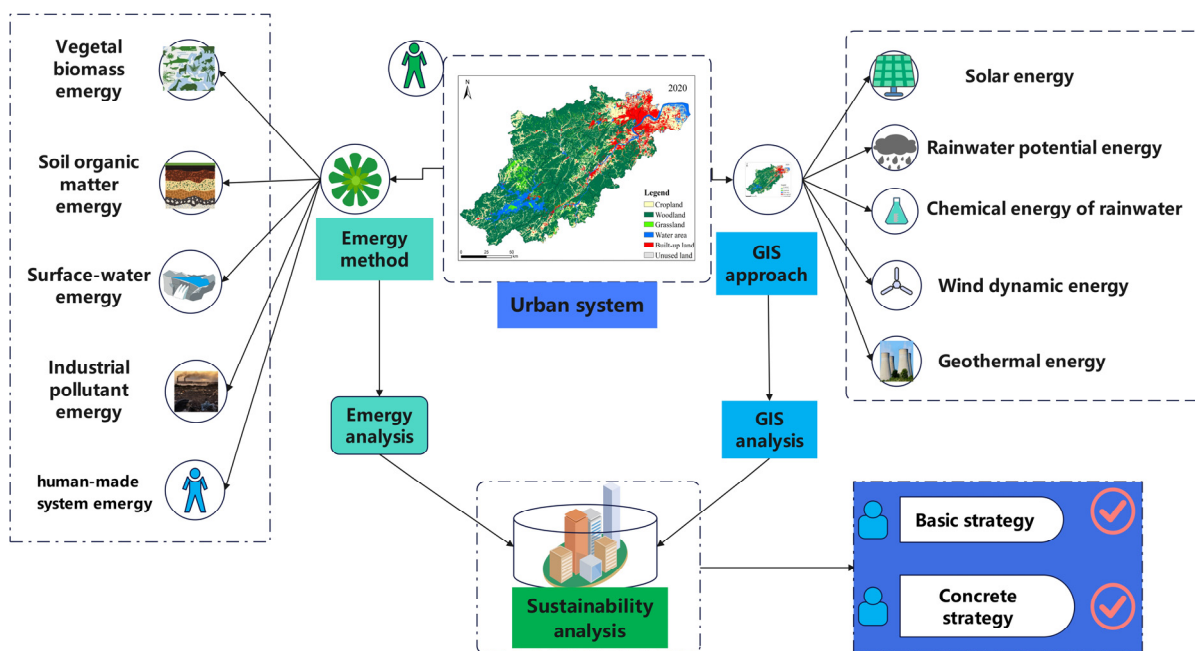 Vegetal
biomass
emergy
Soil organic
matter
emergy
Surface-water
emergy
Industrial
pollutant
emergy
human-made
system emergy
Emergy
method
Emergy
analysis
N
2020
Legend
Cropland
Woodland
Grassland
Water area
Built-up land
Unused land
Urban system
GIS
approach
GIS
analysis
Solar energy
Rainwater potential energy
Chemical energy of rainwater
Wind dynamic energy
Geothermal energy
Sustainability
analysis
Basic strategy
Concrete
strategy